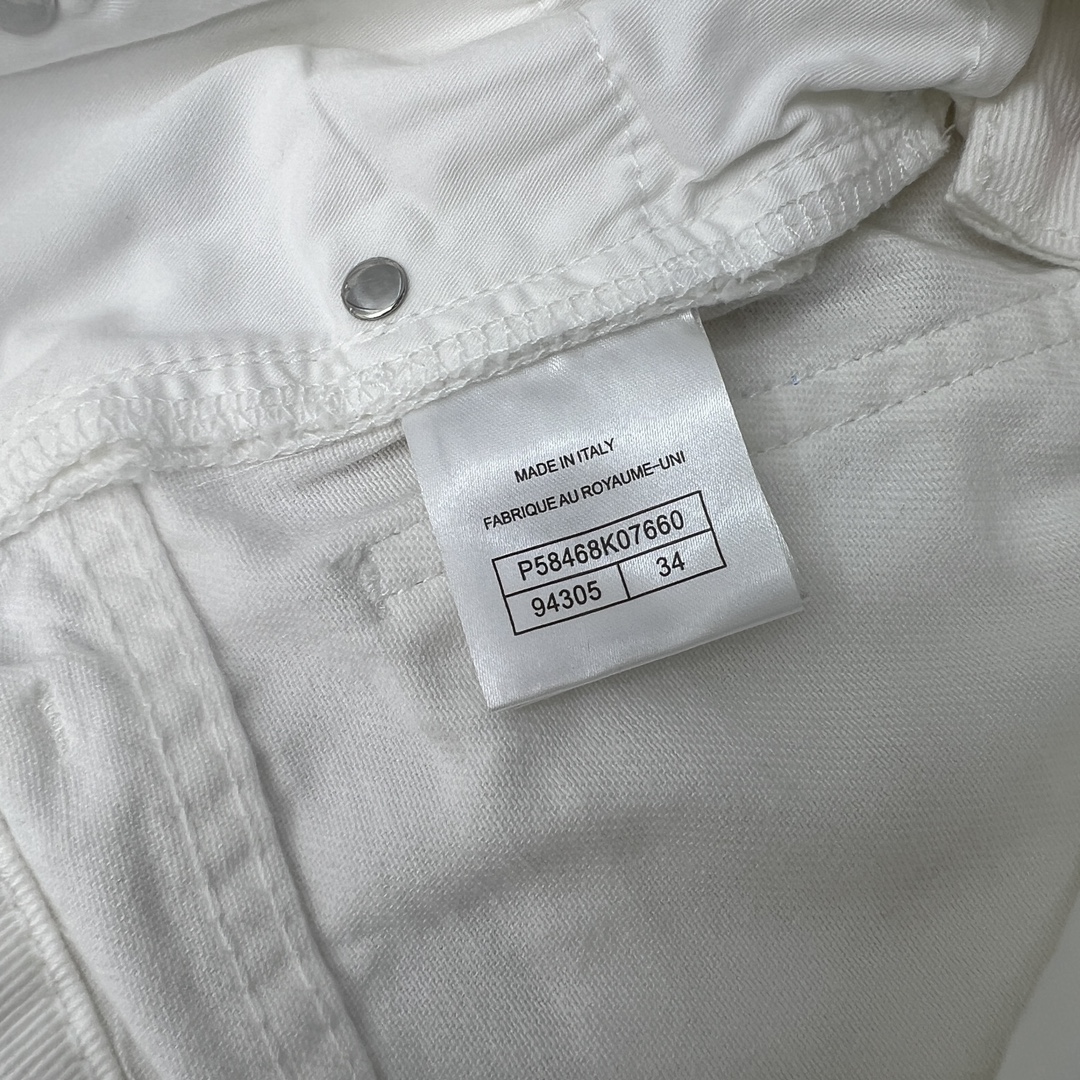 MADE IN ITALY
FABRIQUE AU ROYAUME-UNI
P58468K07660
94305 34